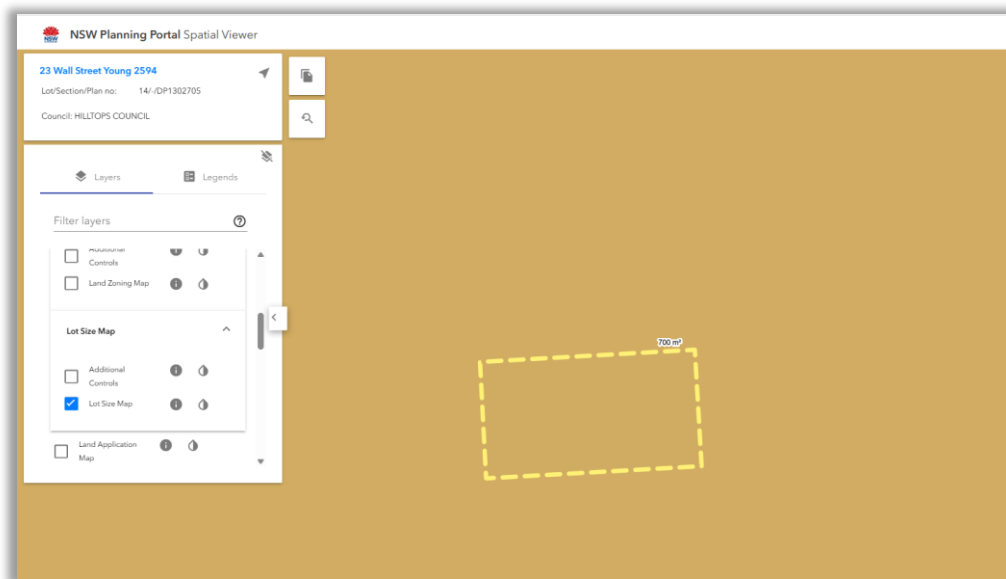 NSW Planning Portal Spatial Viewer
NSW
23 Wall Street Young 2594
Lot/Section/Plan no: 14/-/DP1302705
Council: HILLTOPS COUNCIL
Layers
Legends
Filter layers
Additional
Controls
Land Zoning Map
Lot Size Map
Additional
Controls
Lot Size Map
Land Application
Map
700 m²